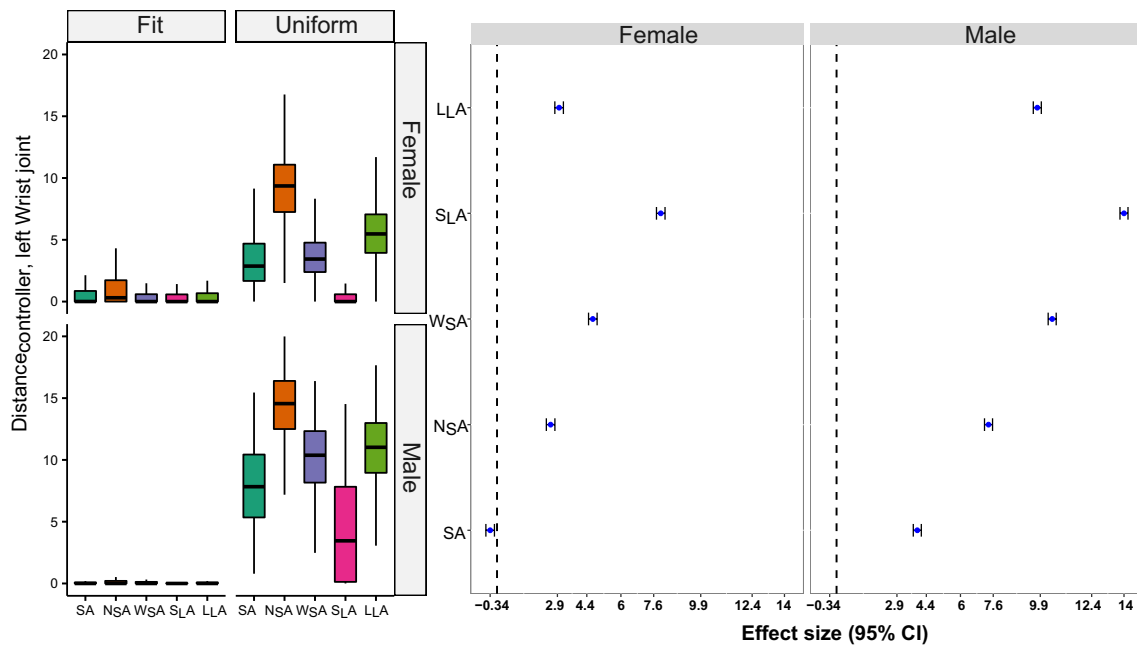 Fit Uniform
Female Male
20
15
10
5
0
Female
20
15
10
5
0
Male
Distancecontroller, left Wrist joint
SA NSA WSA SLA LLA SA NSA WSA SLA LLA
LLA
SLA
WSA
NSA
SA
−0.34 2.9 4.4 6 7.6 9.9 12.4 14 −0.34 2.9 4.4 6 7.6 9.9 12.4 14
Effect size (95% CI)